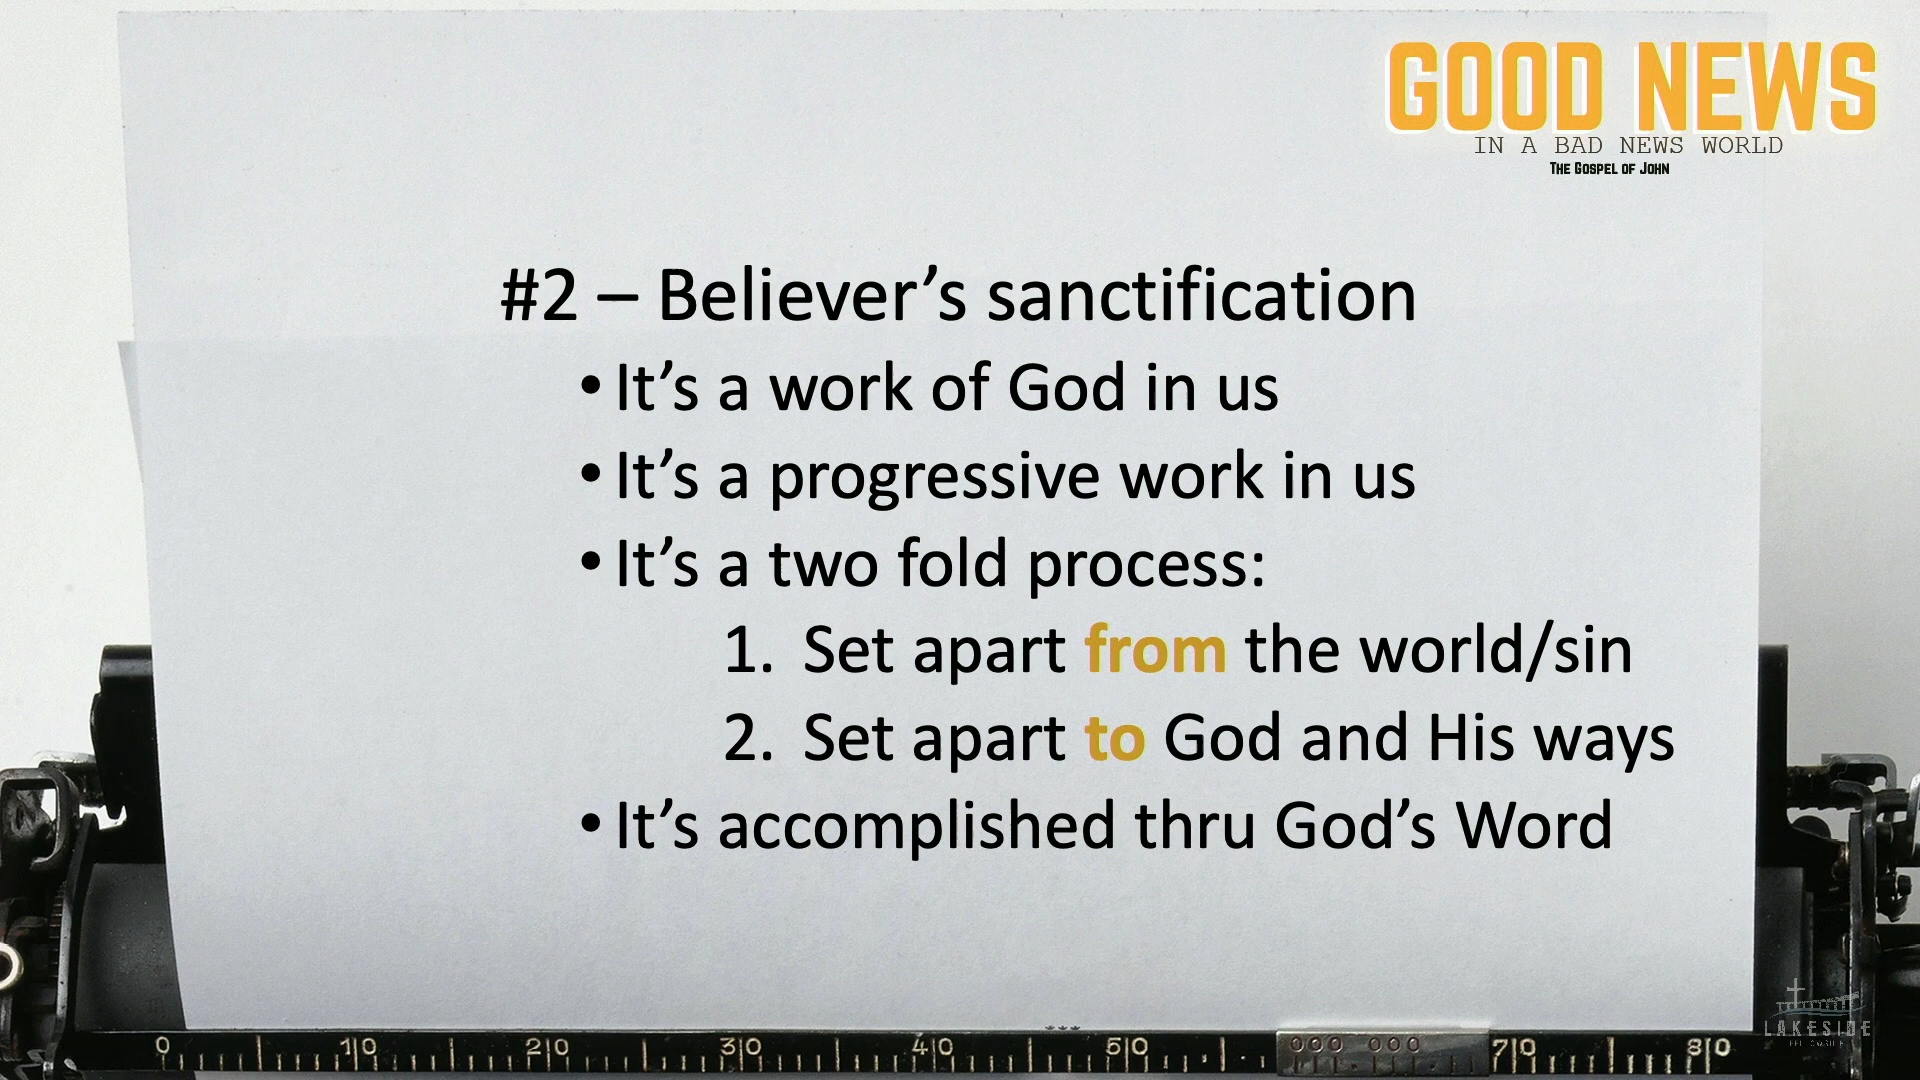 GOOD NEWS
IN A BAD NEWS WORLD
The Gospel of John
#2 – Believer’s sanctification
• It’s a work of God in us
• It’s a progressive work in us
• It’s a two fold process:
1. Set apart from the world/sin
2. Set apart to God and His ways
• It’s accomplished thru God’s Word
0 10 20 30 40 50 000 000 70 80
LAKESIDE